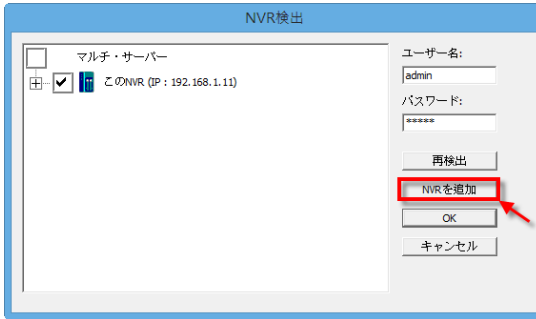 NVR検出
マルチ・サーバー
このNVR (IP : 192.168.1.11)
ユーザー名:
admin
パスワード:
*****
再検出
NVRを追加
OK
キャンセル